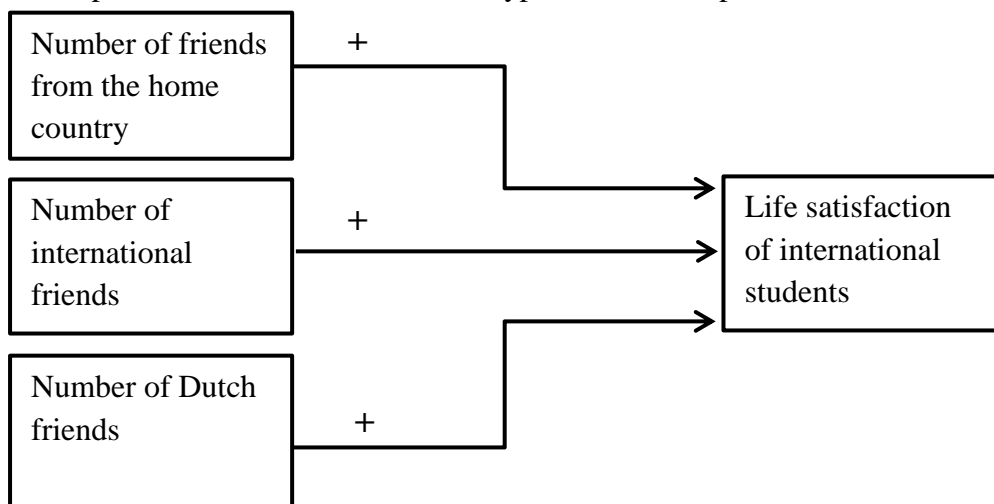 Number of friends
from the home
country
+
Number of
international
friends
+
Number of Dutch
friends
+
Life satisfaction
of international
students